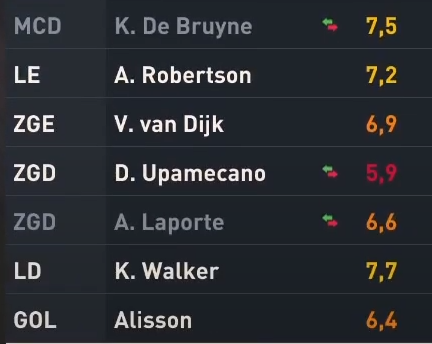 MCD K. De Bruyne 7,5
LE A. Robertson 7,2
ZGE V. van Dijk 6,9
ZGD D. Upamecano 5,9
ZGD A. Laporte 6,6
LD K. Walker 7,7
GOL Alisson 6,4